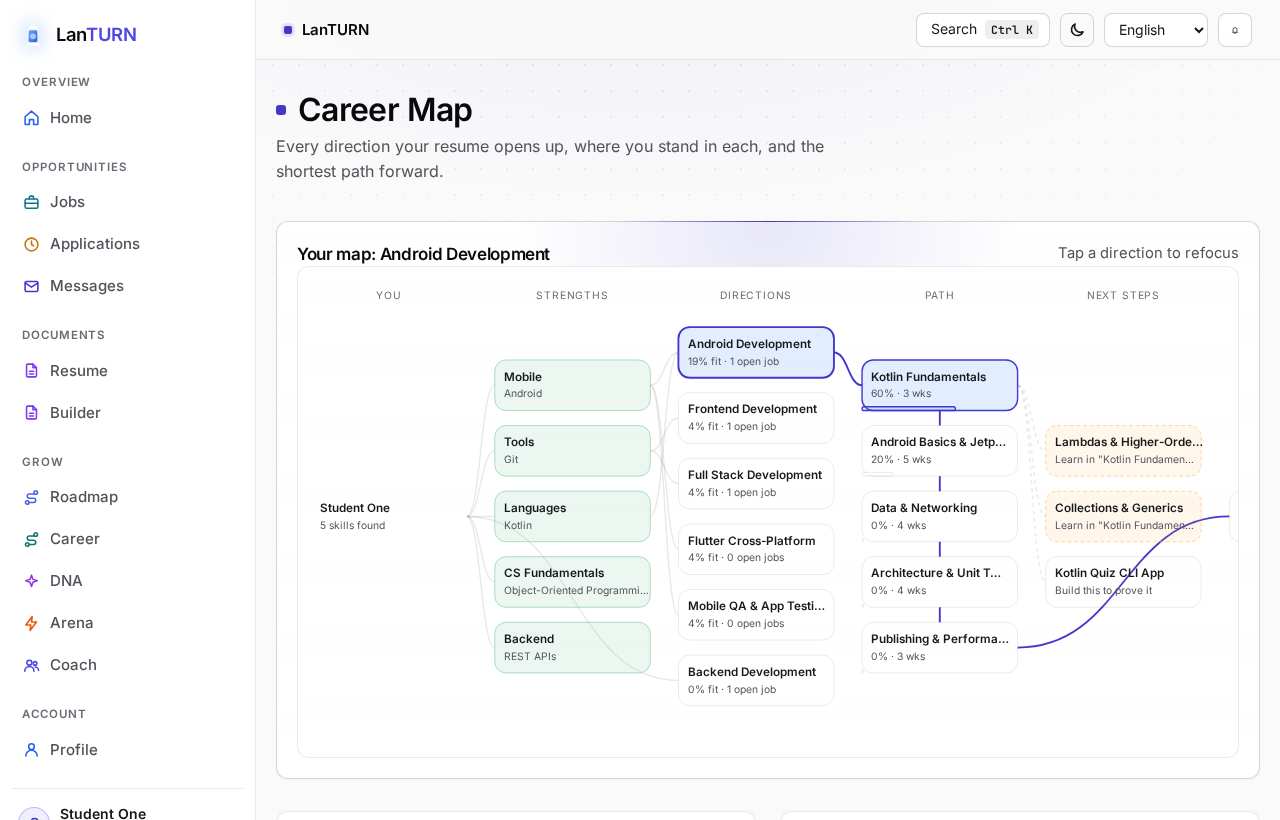 LanTURN
OVERVIEW
Home
OPPORTUNITIES
Jobs
Applications
Messages
DOCUMENTS
Resume
Builder
GROW
Roadmap
Career
DNA
Arena
Coach
ACCOUNT
Profile
Student One
LanTURN
Search Ctrl K
English
Career Map
Every direction your resume opens up, where you stand in each, and the
shortest path forward.
Your map: Android Development
Tap a direction to refocus
YOU
STRENGTHS
DIRECTIONS
PATH
NEXT STEPS
Student One
5 skills found
Mobile
Android
Tools
Git
Languages
Kotlin
CS Fundamentals
Object-Oriented Programmi...
Backend
REST APIs
Android Development
19% fit · 1 open job
Frontend Development
4% fit · 1 open job
Full Stack Development
4% fit · 1 open job
Flutter Cross-Platform
4% fit · 0 open jobs
Mobile QA & App Testi...
4% fit · 0 open jobs
Backend Development
0% fit · 1 open job
Kotlin Fundamentals
60% · 3 wks
Android Basics & Jetp...
20% · 5 wks
Data & Networking
0% · 4 wks
Architecture & Unit T...
0% · 4 wks
Publishing & Performa...
0% · 3 wks
Lambdas & Higher-Orde...
Learn in "Kotlin Fundamen...
Collections & Generics
Learn in "Kotlin Fundamen...
Kotlin Quiz CLI App
Build this to prove it